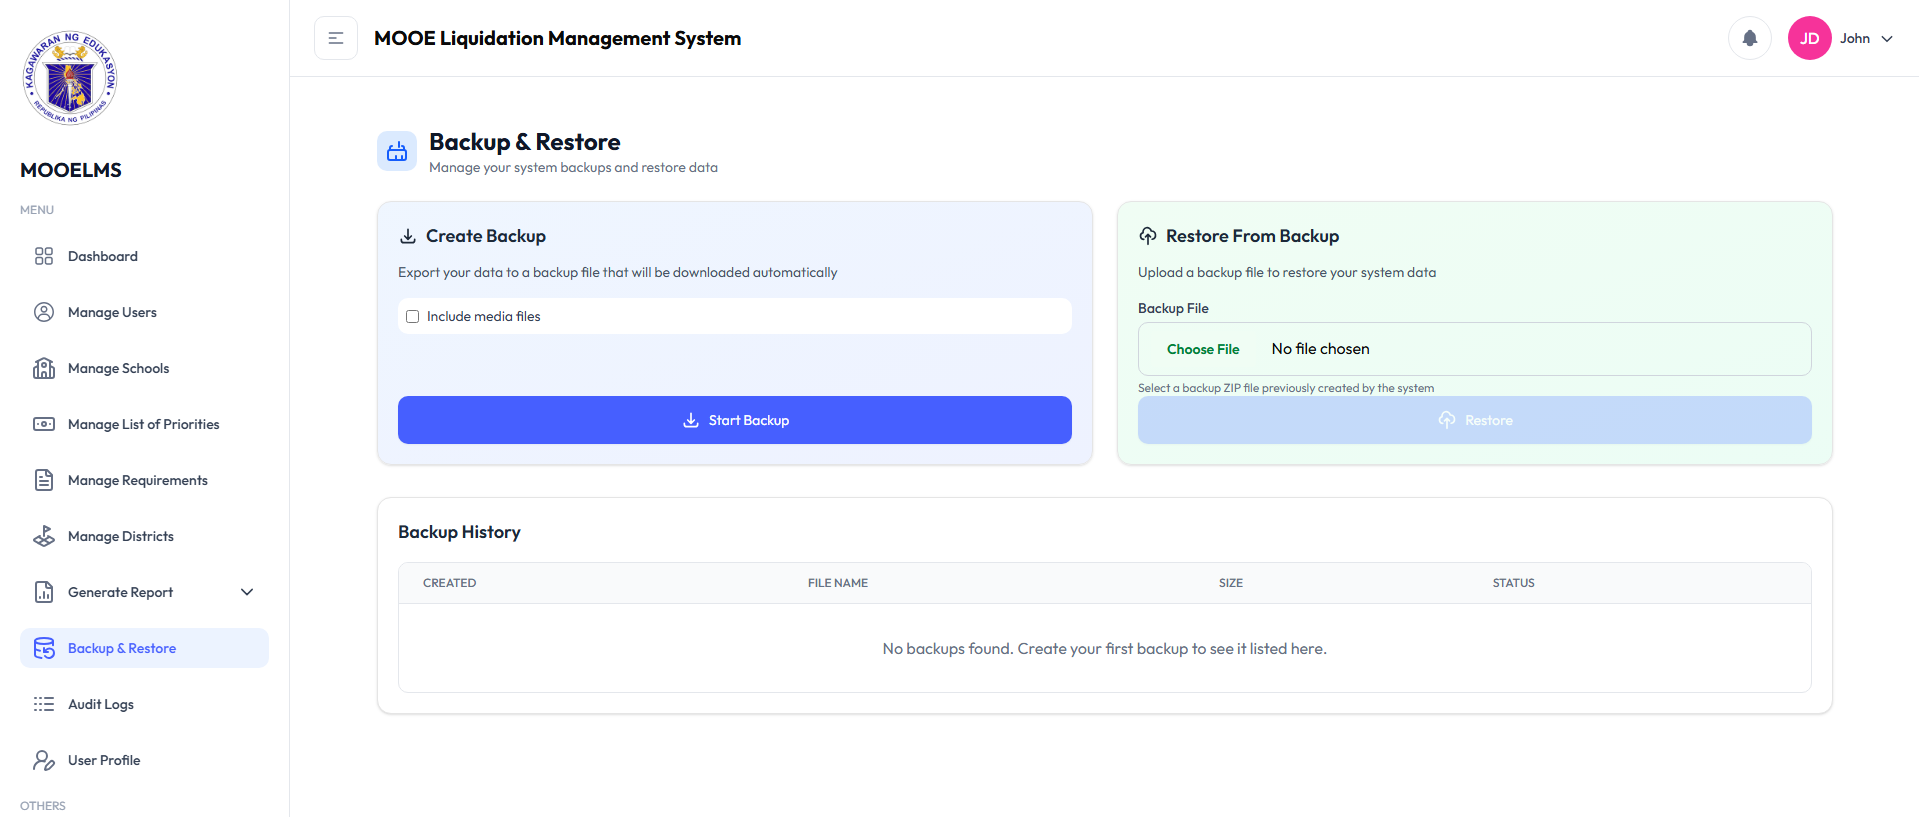 KAGAWARAN NG EDUKASYON
REPUBLIKA NG PILIPINAS
MOOELMS
MENU
Dashboard
Manage Users
Manage Schools
Manage List of Priorities
Manage Requirements
Manage Districts
Generate Report
Backup & Restore
Audit Logs
User Profile
OTHERS
MOOE Liquidation Management System
JD John
Backup & Restore
Manage your system backups and restore data
Create Backup
Export your data to a backup file that will be downloaded automatically
Include media files
Start Backup
Restore From Backup
Upload a backup file to restore your system data
Backup File
Choose File No file chosen
Select a backup ZIP file previously created by the system
Restore
Backup History
CREATED FILE NAME SIZE STATUS
No backups found. Create your first backup to see it listed here.